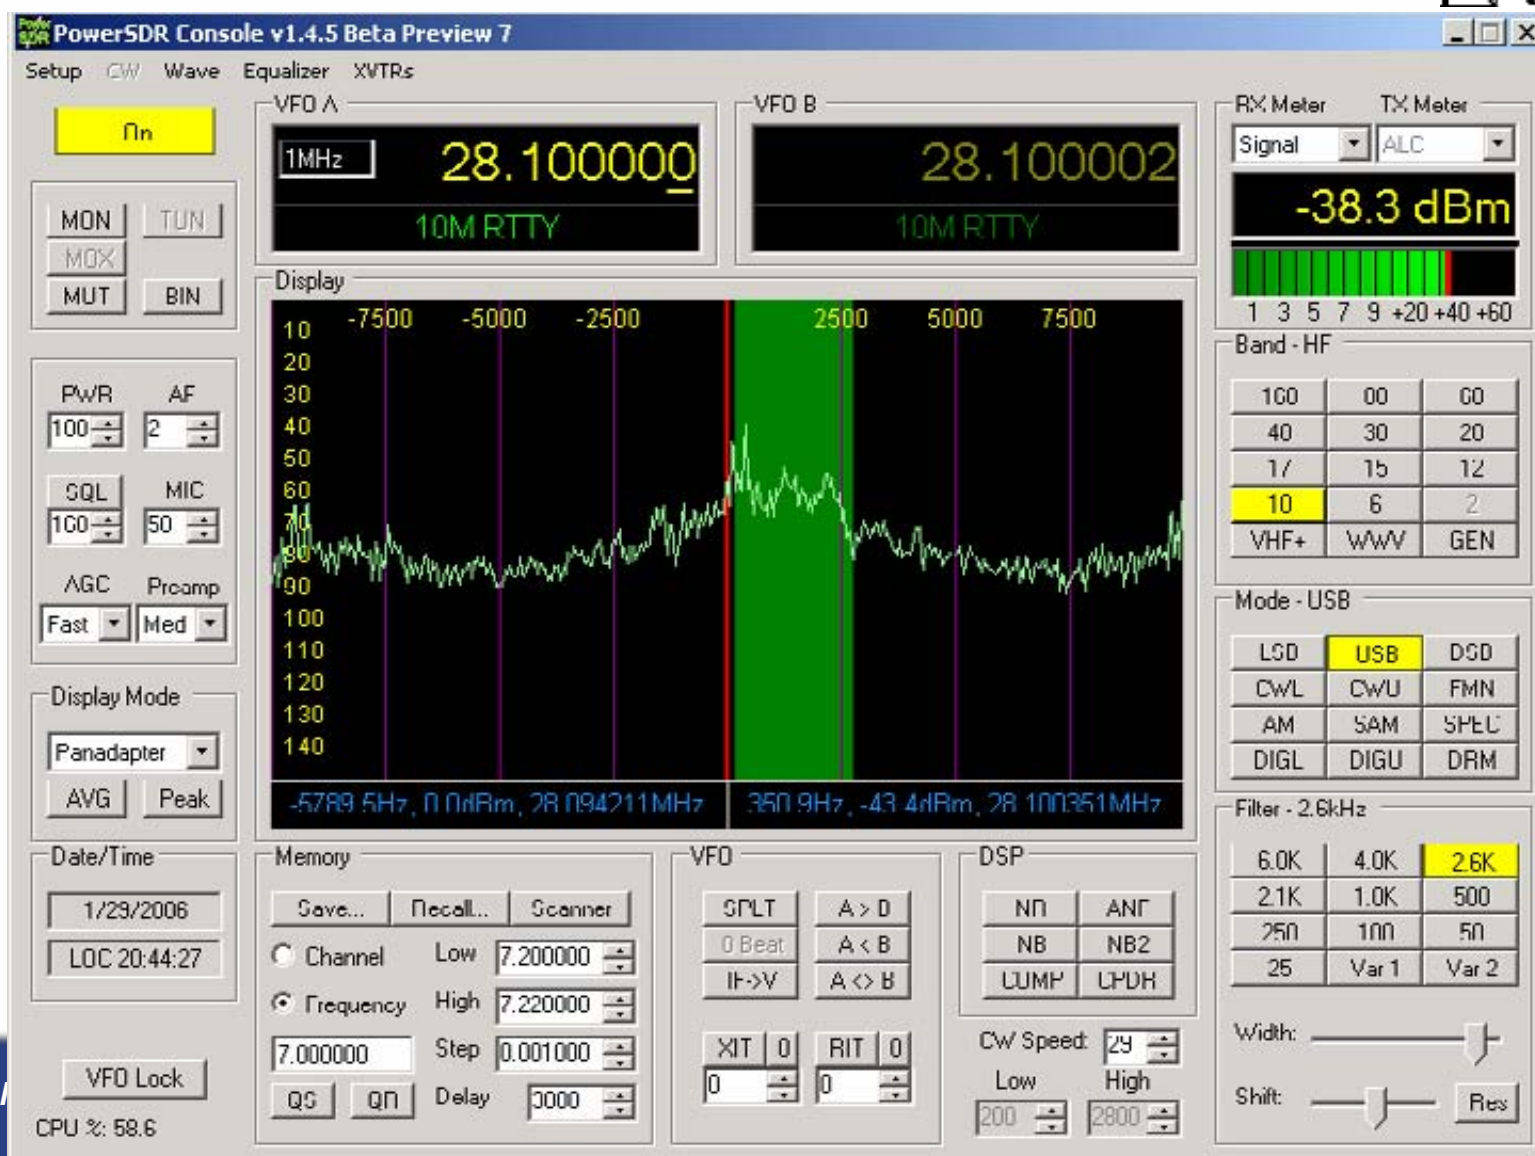 PowerSDR Console v1.4.5 Beta Preview 7
Setup CW Wave Equalizer XVTRs
On
MON TUN
MOX
MUT BIN
PWR AF
100 2
SQL MIC
50
AGC Preamp
Fast Med
Display Mode
Panadapter
AVG Peak
Date/Time
1/29/2006
LOC 20:44:27
VFO Lock
CPU %: 58.6
VFO A
1MHz 28.100000
10M RTTY
VFO B
28.100002
10M RTTY
Display
-7500 -5000 -2500 2500 5000 7500
10
20
30
40
50
60
70
80
90
100
110
120
130
140
-5789.5Hz, 0.0dBm, 28.094211MHz 350.9Hz, -43.4dBm, 28.100351MHz
Memory
Save... Recall... Scanner
Channel Low 7.200000
Frequency High 7.220000
7.000000 Step 0.001000
QS Delay
VFO
SPLT
0 Beat A < B
IF->V A <> B
XIT 0 RIT 0
0 0
DSP
NB NB2
COMP CPDR
CW Speed: 29
Low High
200 2800
RX Meter TX Meter
Signal ALC
-38.3 dBm
1 3 5 7 9 +20 +40 +60
Band - HF
40 30 20
17 15 12
10 6 2
VHF+ WWV GEN
Mode - USB
USB
CWL CWU FMN
AM SAM SPEC
DIGL DIGU DRM
Filter - 2.6kHz
6.0K 4.0K 2.6K
2.1K 1.0K 500
250 100 50
25 Var 1 Var 2
Width:
Shift: Res